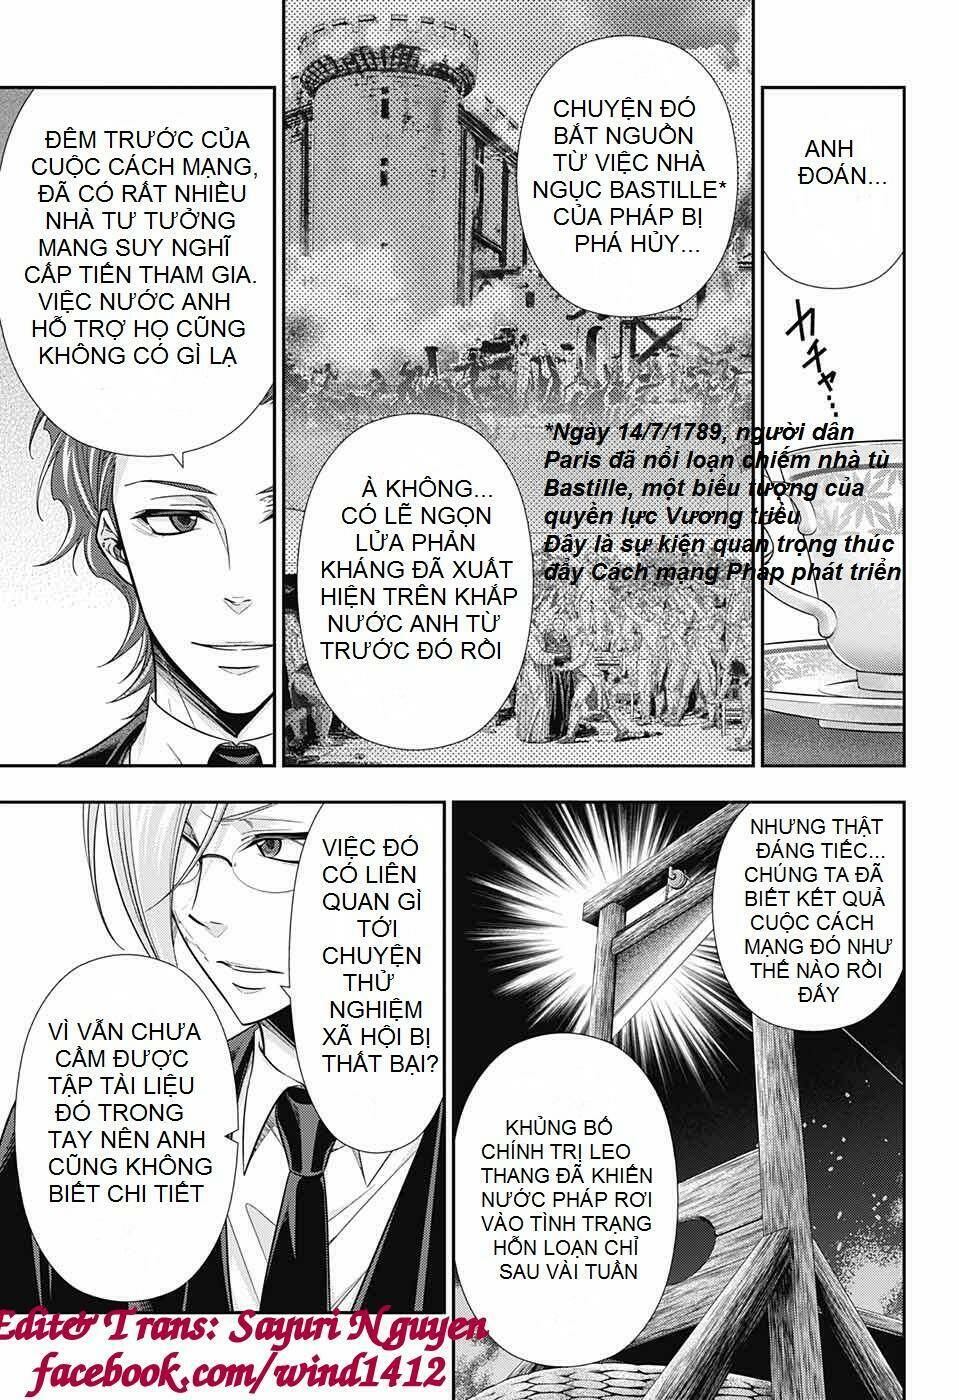 ANH
ĐOÁN...
カチャ…
CHUYỆN ĐÓ
BẮT NGUỒN
TỪ VIỆC NHÀ
NGỤC BASTILLE*
CỦA PHÁP BỊ
PHÁ HỦY...
*Ngày 14/7/1789, người dân
Paris đã nổi loạn chiếm nhà tù
Bastille, một biểu tượng của
quyền lực Vương triều
Đây là sự kiện quan trọng thúc
đẩy Cách mạng Pháp phát triển
À KHÔNG...
CÓ LẼ NGỌN
LỬA PHẢN
KHÁNG ĐÃ XUẤT
HIỆN TRÊN KHẮP
NƯỚC ANH TỪ
TRƯỚC ĐÓ RỒI
ĐÊM TRƯỚC CỦA
CUỘC CÁCH MẠNG,
ĐÃ CÓ RẤT NHIỀU
NHÀ TƯ TƯỞNG
MANG SUY NGHĨ
CẤP TIẾN THAM GIA.
VIỆC NƯỚC ANH
HỖ TRỢ HỌ CŨNG
KHÔNG CÓ GÌ LẠ
NHƯNG THẬT
ĐÁNG TIẾC...
CHÚNG TA ĐÃ
BIẾT KẾT QUẢ
CUỘC CÁCH
MẠNG ĐÓ NHƯ
THẾ NÀO RỒI
ĐẤY
KHỦNG BỐ
CHÍNH TRỊ LEO
THANG ĐÃ KHIẾN
NƯỚC PHÁP RƠI
VÀO TÌNH TRẠNG
HỖN LOẠN CHỈ
SAU VÀI TUẦN
VIỆC ĐÓ
CÓ LIÊN
QUAN GÌ
TỚI
CHUYỆN
THỬ
NGHIỆM
XÃ HỘI BỊ
THẤT BẠI?
VÌ VẪN CHƯA
CẦM ĐƯỢC
TẬP TÀI LIỆU
ĐÓ TRONG
TAY NÊN ANH
CŨNG KHÔNG
BIẾT CHI TIẾT
Edit& Trans: Sayuri Nguyen
facebook.com/wind1412